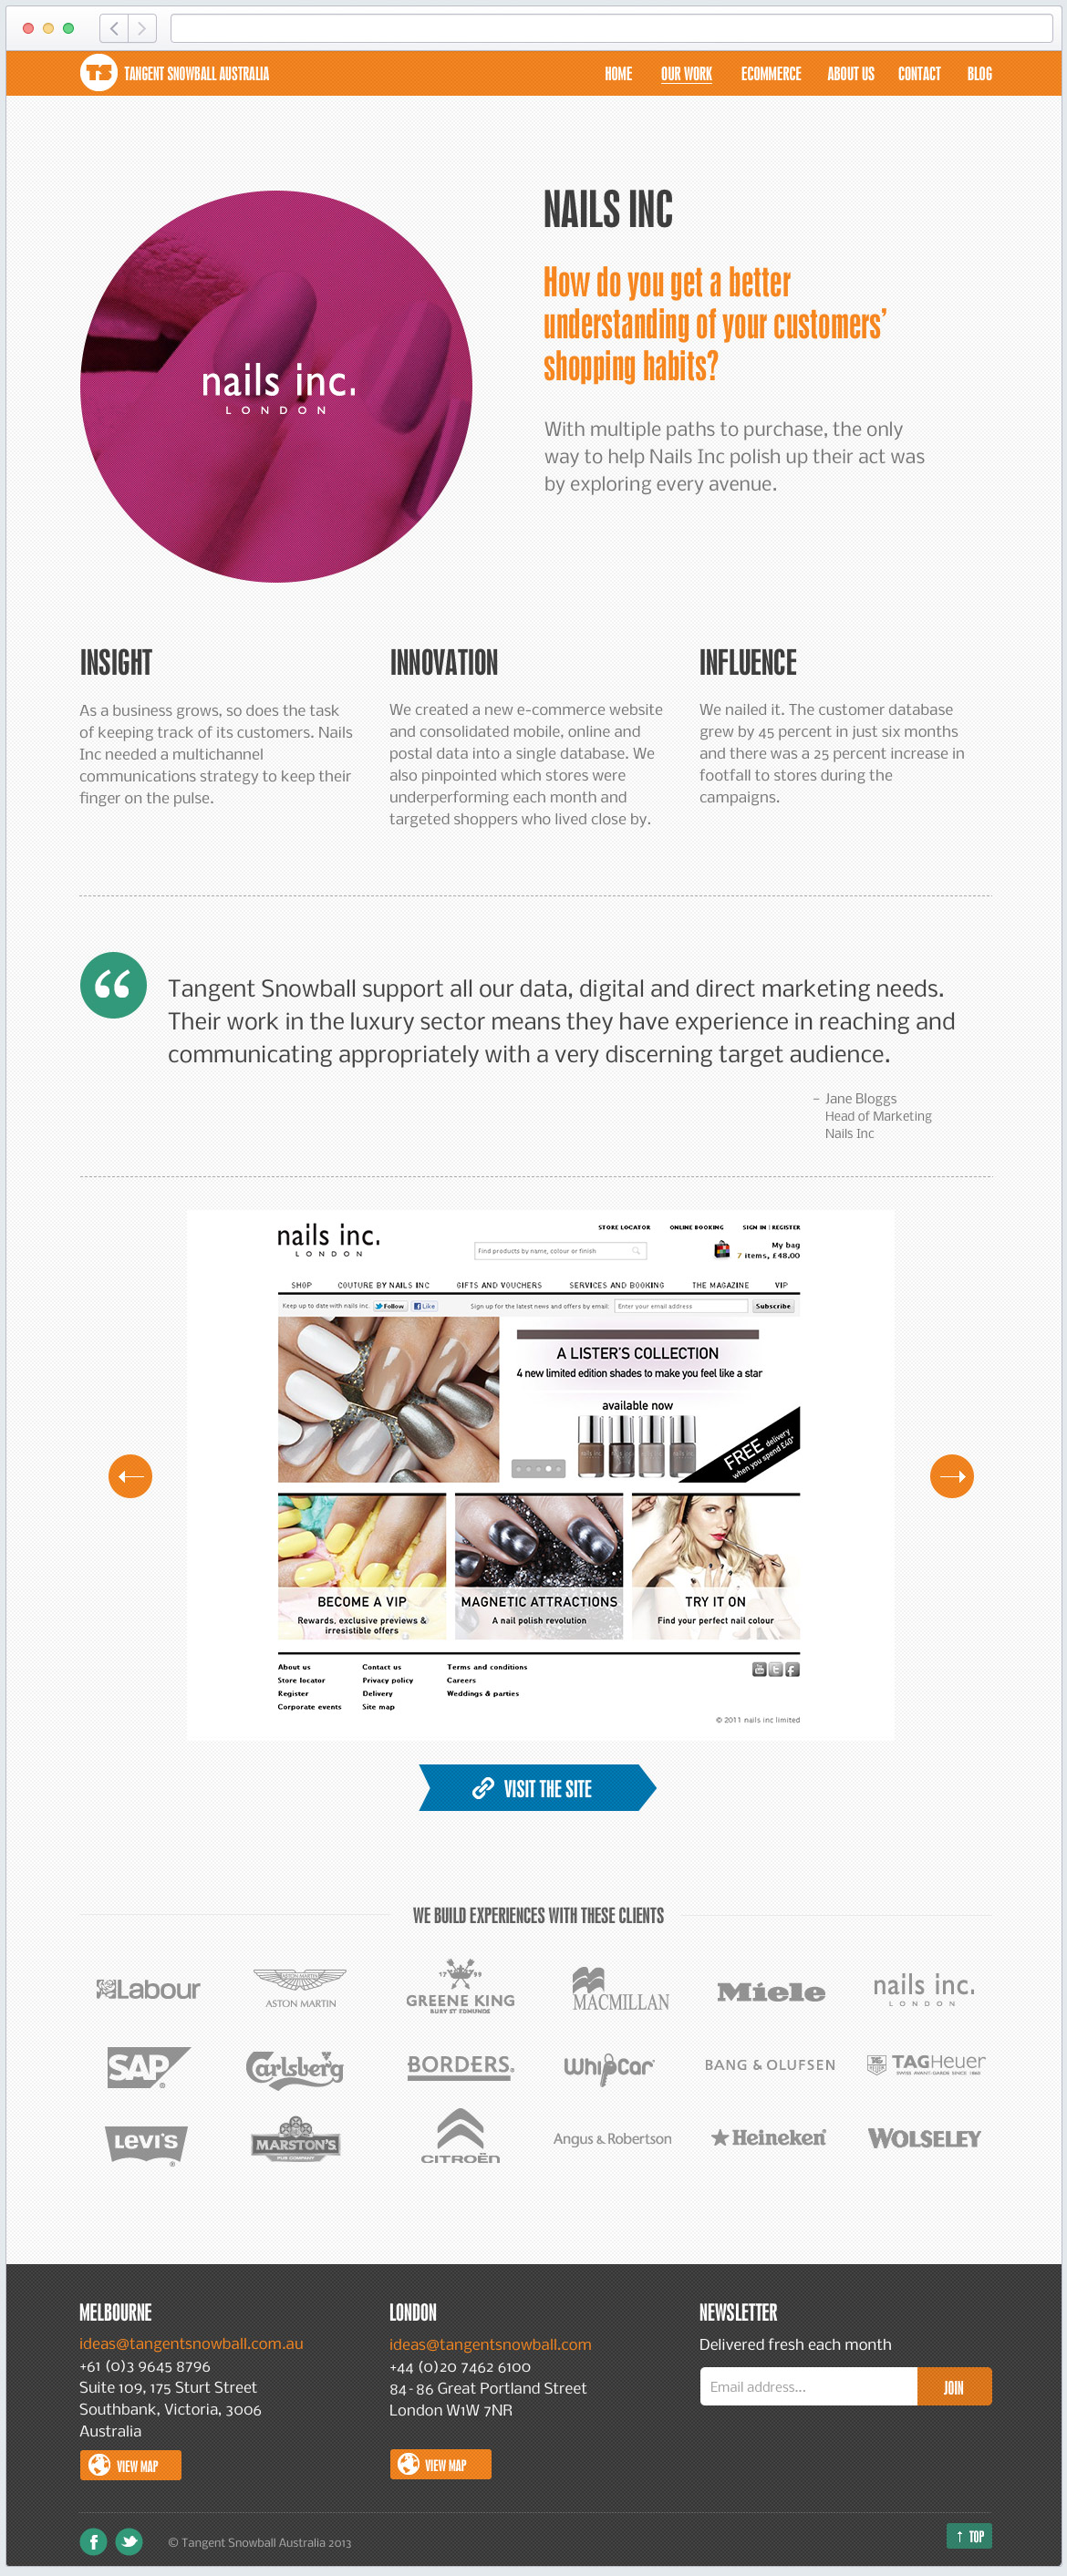 TS TANGENT SNOWBALL AUSTRALIA
HOME OUR WORK ECOMMERCE ABOUT US CONTACT BLOG
NAILS INC
How do you get a better
understanding of your customers’
shopping habits?
With multiple paths to purchase, the only
way to help Nails Inc polish up their act was
by exploring every avenue.
nails inc.
LONDON
INSIGHT
As a business grows, so does the task
of keeping track of its customers. Nails
Inc needed a multichannel
communications strategy to keep their
finger on the pulse.
INNOVATION
We created a new e-commerce website
and consolidated mobile, online and
postal data into a single database. We
also pinpointed which stores were
underperforming each month and
targeted shoppers who lived close by.
INFLUENCE
We nailed it. The customer database
grew by 45 percent in just six months
and there was a 25 percent increase in
footfall to stores during the
campaigns.
“
Tangent Snowball support all our data, digital and direct marketing needs.
Their work in the luxury sector means they have experience in reaching and
communicating appropriately with a very discerning target audience.
– Jane Bloggs
Head of Marketing
Nails Inc
nails inc.
LONDON
STORE LOCATOR ONLINE BOOKING SIGN IN | REGISTER
Find products by name, colour or finish
My bag
7 items, £48.00
SHOP COUTURE BY NAILS INC GIFTS AND VOUCHERS SERVICES AND BOOKING THE MAGAZINE VIP
Keep up to date with nails inc. Follow Like Sign up for the latest news and offers by email: Enter your email address Subscribe
A LISTER'S COLLECTION
4 new limited edition shades to make you feel like a star
available now
FREE delivery
when you spend £40*
BECOME A VIP
Rewards, exclusive previews &
irresistible offers
MAGNETIC ATTRACTIONS
A nail polish revolution
TRY IT ON
Find your perfect nail colour
About us
Store locator
Register
Corporate events
Contact us
Privacy policy
Delivery
Site map
Terms and conditions
Careers
Weddings & parties
© 2011 nails inc limited
VISIT THE SITE
WE BUILD EXPERIENCES WITH THESE CLIENTS
Labour
ASTON MARTIN
ASTON MARTIN
17 99
GREENE KING
BURY ST EDMUNDS
MACMILLAN
Miele
nails inc.
LONDON
SAP®
Carlsberg
BORDERS®
WhipCar
BANG & OLUFSEN
TAG HEUER
TAGHeuer
SWISS AVANT-GARDE SINCE 1860
LEVI'S®
MARSTON'S
PUB COMPANY
CITROËN
Angus & Robertson
Heineken®
WOLSELEY
MELBOURNE
ideas@tangentsnowball.com.au
+61 (0)3 9645 8796
Suite 109, 175 Sturt Street
Southbank, Victoria, 3006
Australia
VIEW MAP
LONDON
ideas@tangentsnowball.com
+44 (0)20 7462 6100
84-86 Great Portland Street
London W1W 7NR
VIEW MAP
NEWSLETTER
Delivered fresh each month
Email address...
JOIN
© Tangent Snowball Australia 2013
↑ TOP